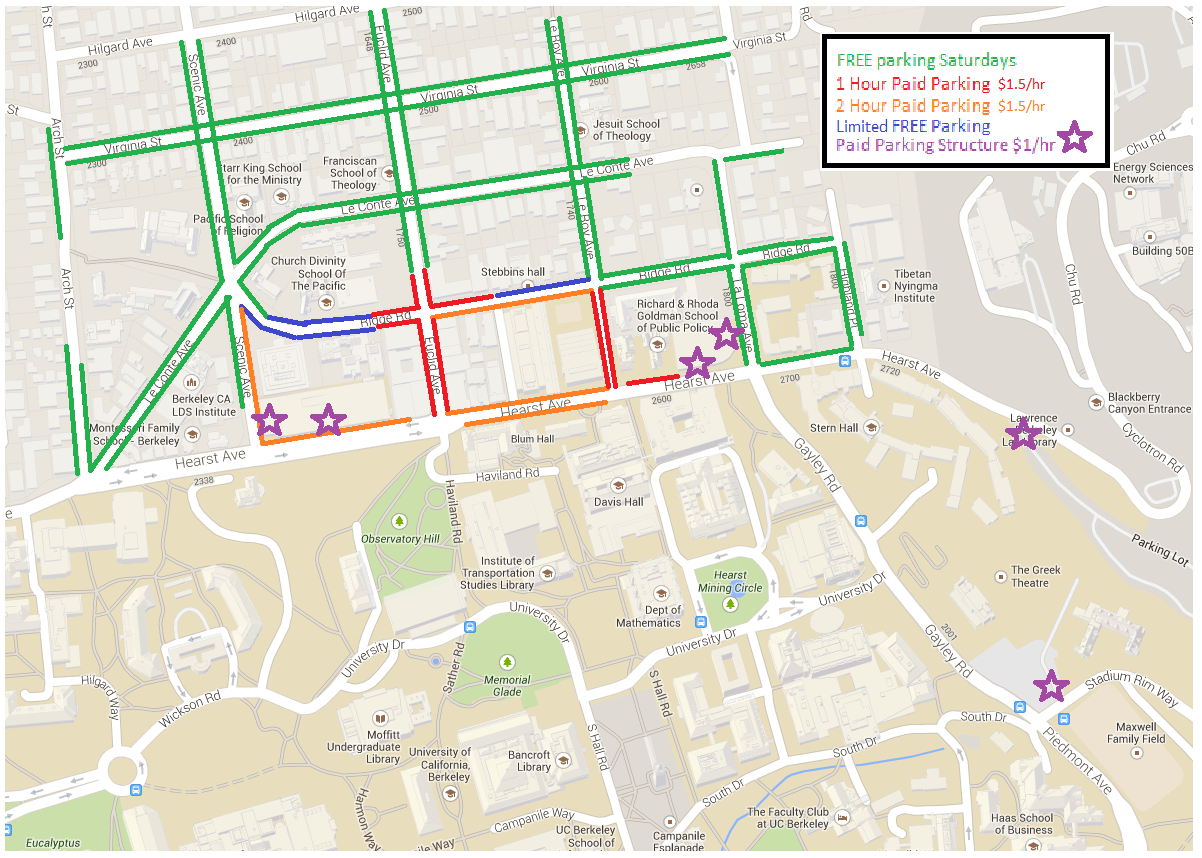 Hilgard Ave
2500
2400
2300
h St
Scenic Ave
Euclid Ave
1648
Le Roy Ave
Rd
Virginia St
2658
Virginia St
2600
Virginia St
2500
2400
Virginia St
2300
St
Arch St
FREE parking Saturdays
1 Hour Paid Parking $1.5/hr
2 Hour Paid Parking $1.5/hr
Limited FREE Parking
Paid Parking Structure $1/hr
Chu Rd
Energy Sciences
Network
Building 50B
Jesuit School
of Theology
Franciscan
School of
Theology
tarr King School
for the Ministry
Pacific School
of Religion
Le Conte Ave
Le Conte Ave
1740
Le Roy Ave
1750
Church Divinity
School Of
The Pacific
Stebbins hall
Ridge Rd
Ridge Rd
Ridge Rd
Richard & Rhoda
Goldman School
of Public Policy
1800
La Loma Ave
1800
Highland Pl
Tibetan
Nyingma
Institute
Chu Rd
Arch St
Le Conte Ave
Scenic Ave
Euclid Ave
Berkeley CA
LDS Institute
Montessori Family
School - Berkeley
Hearst Ave
Hearst Ave
Hearst Ave
2600
2700
2720
Hearst Ave
Blackberry
Canyon Entrance
Cyclotron Rd
Lawrence
Berkeley
Laboratory
Stern Hall
Blum Hall
Haviland Rd
Haviland Rd
Davis Hall
Gayley Rd
2338
e
Observatory Hill
Institute of
Transportation
Studies Library
Hearst
Mining Circle
Dept of
Mathematics
University Dr
University Dr
University Dr
University Dr
Parking Lot
The Greek
Theatre
2001
Gayley Rd
Stadium Rim Way
Maxwell
Family Field
Piedmont Ave
South Dr
South Dr
South Dr
Sather Rd
Memorial
Glade
S Hall Rd
S Hall Rd
Hilgard Way
Wickson Rd
Moffitt
Undergraduate
Library
University of
California,
Berkeley
Bancroft
Library
Harmon Way
Campanile Way
Campanile Way
UC Berkeley
School of
Campanile
Esplanade
The Faculty Club
at UC Berkeley
Haas School
of Business
Eucalyptus